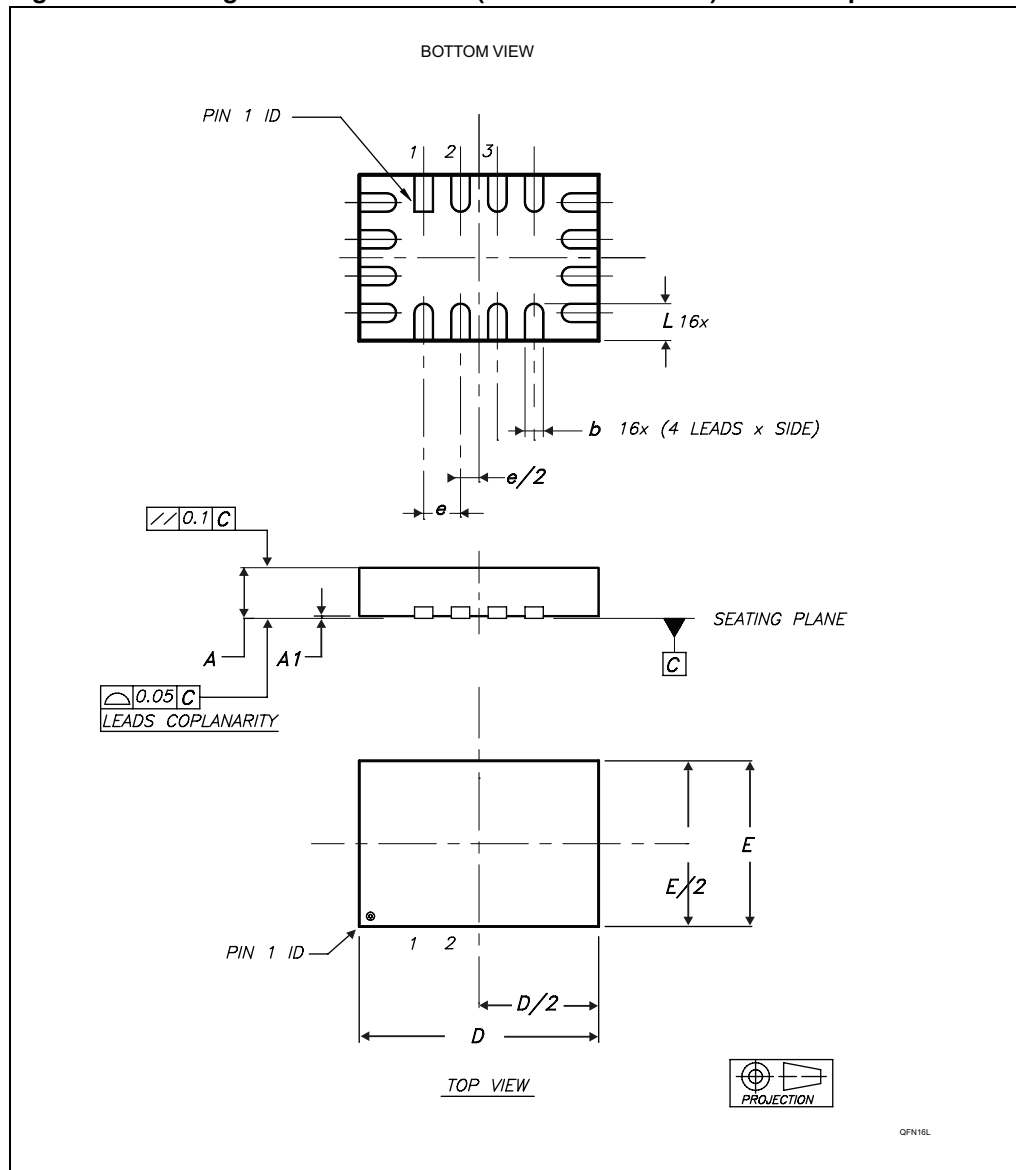 BOTTOM VIEW
PIN 1 ID
1 2 3
L 16x
b 16x (4 LEADS x SIDE)
e/2
e
// 0.1 C
SEATING PLANE
A A1
C
⌓ 0.05 C
LEADS COPLANARITY
E
E/2
1 2
PIN 1 ID
D/2
D
TOP VIEW
PROJECTION
QFN16L